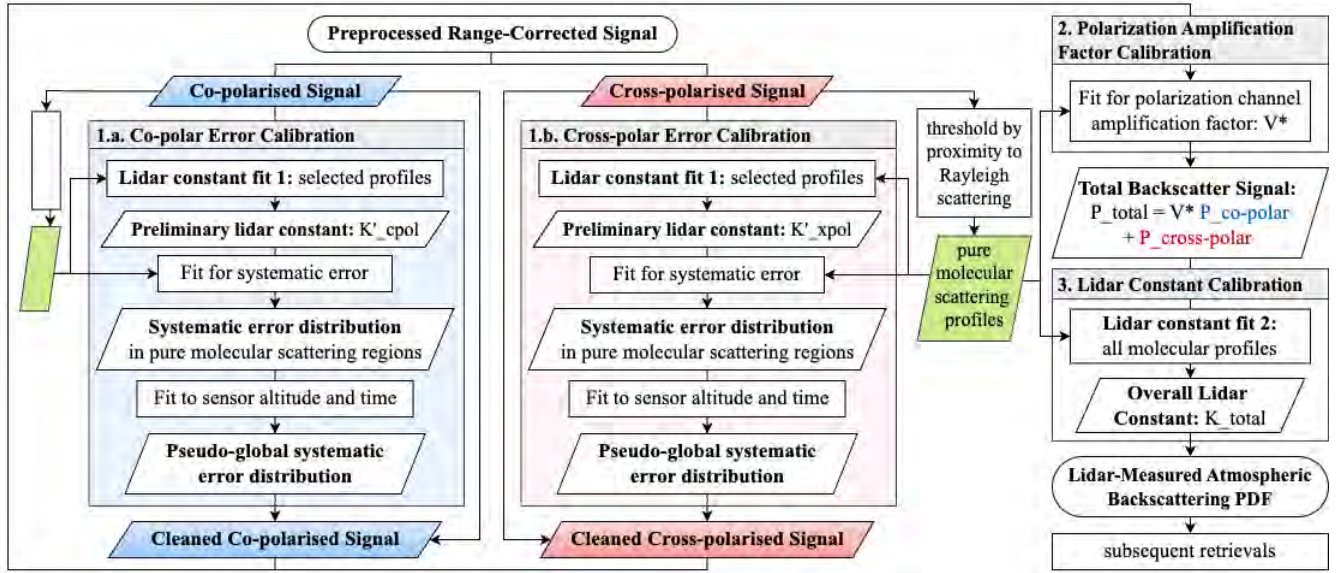 Preprocessed Range-Corrected Signal
Co-polarised Signal
1.a. Co-polar Error Calibration
Lidar constant fit 1: selected profiles
Preliminary lidar constant: K'_cpol
Fit for systematic error
Systematic error distribution
in pure molecular scattering regions
Fit to sensor altitude and time
Pseudo-global systematic
error distribution
Cleaned Co-polarised Signal
Cross-polarised Signal
1.b. Cross-polar Error Calibration
Lidar constant fit 1: selected profiles
Preliminary lidar constant: K'_xpol
Fit for systematic error
Systematic error distribution
in pure molecular scattering regions
Fit to sensor altitude and time
Pseudo-global systematic
error distribution
Cleaned Cross-polarised Signal
threshold by
proximity to
Rayleigh
scattering
pure
molecular
scattering
profiles
2. Polarization Amplification
Factor Calibration
Fit for polarization channel
amplification factor: V*
Total Backscatter Signal:
P_total = V* P_co-polar
+ P_cross-polar
3. Lidar Constant Calibration
Lidar constant fit 2:
all molecular profiles
Overall Lidar
Constant: K_total
Lidar-Measured Atmospheric
Backscattering PDF
subsequent retrievals